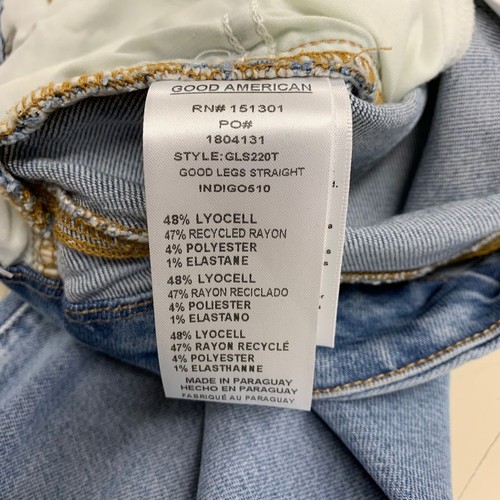 GOOD AMERICAN
RN# 151301
PO#
1804131
STYLE:GLS220T
GOOD LEGS STRAIGHT
INDIGO510
48% LYOCELL
47% RECYCLED RAYON
4% POLYESTER
1% ELASTANE
48% LYOCELL
47% RAYON RECICLADO
4% POLIESTER
1% ELASTANO
48% LYOCELL
47% RAYON RECYCLÉ
4% POLYESTER
1% ELASTHANNE
MADE IN PARAGUAY
HECHO EN PARAGUAY
FABRIQUÉ AU PARAGUAY